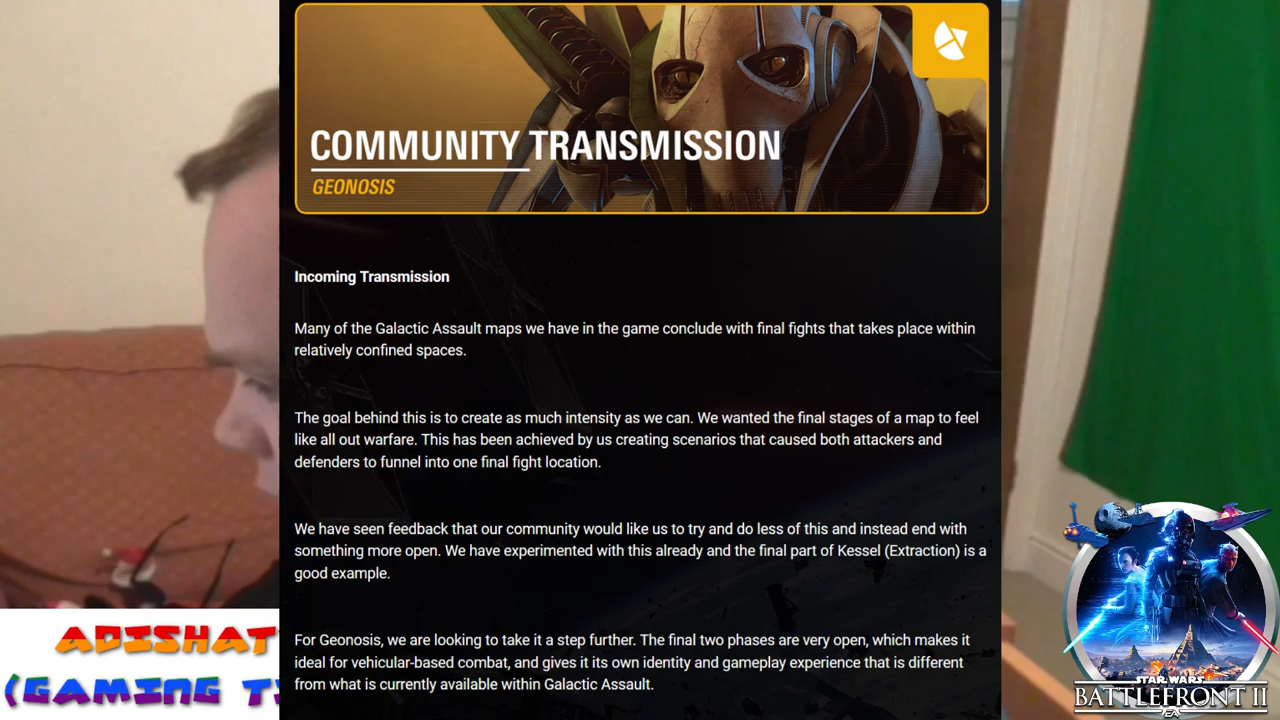 COMMUNITY TRANSMISSION
GEONOSIS
Incoming Transmission
Many of the Galactic Assault maps we have in the game conclude with final fights that takes place within
relatively confined spaces.
The goal behind this is to create as much intensity as we can. We wanted the final stages of a map to feel
like all out warfare. This has been achieved by us creating scenarios that caused both attackers and
defenders to funnel into one final fight location.
We have seen feedback that our community would like us to try and do less of this and instead end with
something more open. We have experimented with this already and the final part of Kessel (Extraction) is a
good example.
For Geonosis, we are looking to take it a step further. The final two phases are very open, which makes it
ideal for vehicular-based combat, and gives it its own identity and gameplay experience that is different
from what is currently available within Galactic Assault.
ADISHAT
(GAMING
STAR WARS
BATTLEFRONT II
EA